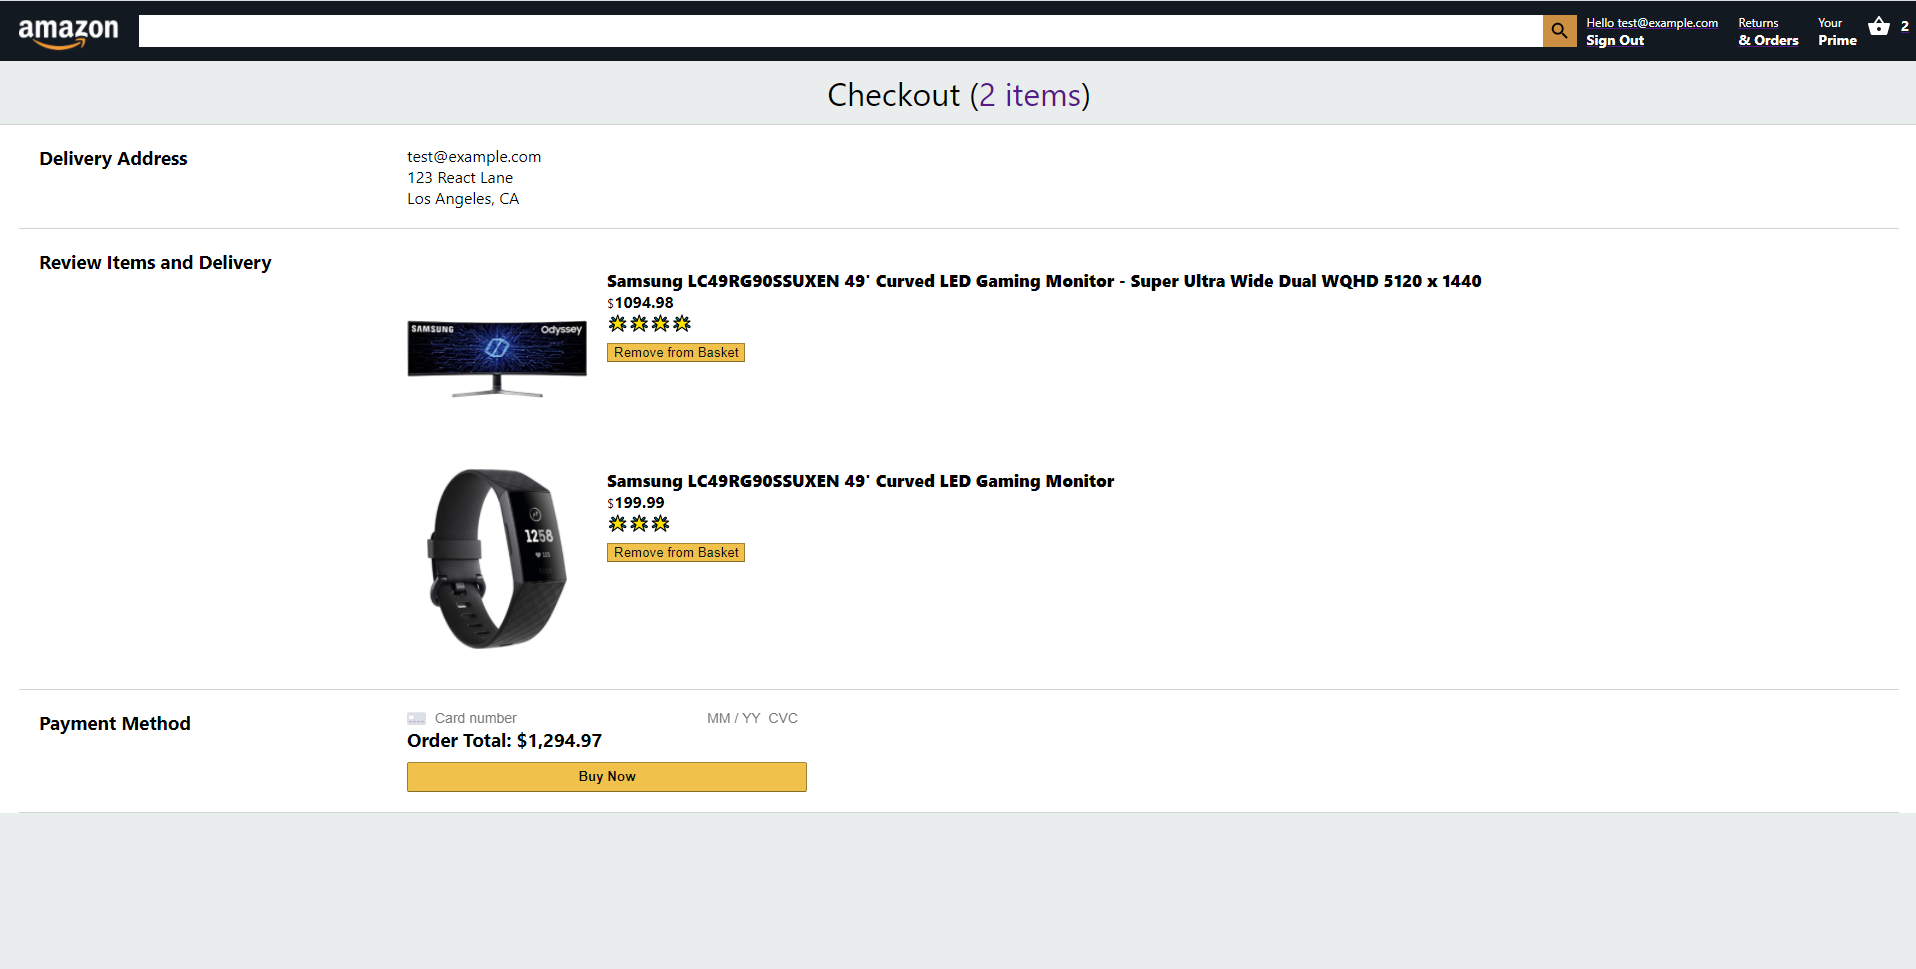 amazon
Hello test@example.com
Sign Out
Returns
& Orders
Your
Prime
2
Checkout (2 items)
Delivery Address
test@example.com
123 React Lane
Los Angeles, CA
Review Items and Delivery
SAMSUNG
Odyssey
Samsung LC49RG90SSUXEN 49' Curved LED Gaming Monitor - Super Ultra Wide Dual WQHD 5120 x 1440
$1094.98
Remove from Basket
1258
Samsung LC49RG90SSUXEN 49' Curved LED Gaming Monitor
$199.99
Remove from Basket
Payment Method
Card number
MM / YY CVC
Order Total: $1,294.97
Buy Now